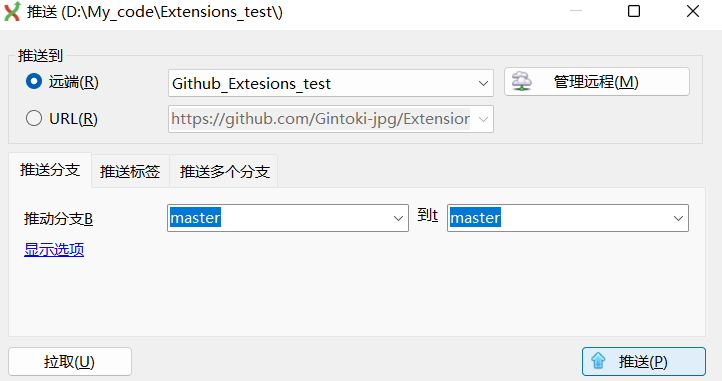 推送 (D:\My_code\Extensions_test\)
推送到
远端(R) Github_Extesions_test 管理远程(M)
URL(R) https://github.com/Gintoki-jpg/Extension
推送分支 推送标签 推送多个分支
推动分支B master 到t master
显示选项
拉取(U) 推送(P)